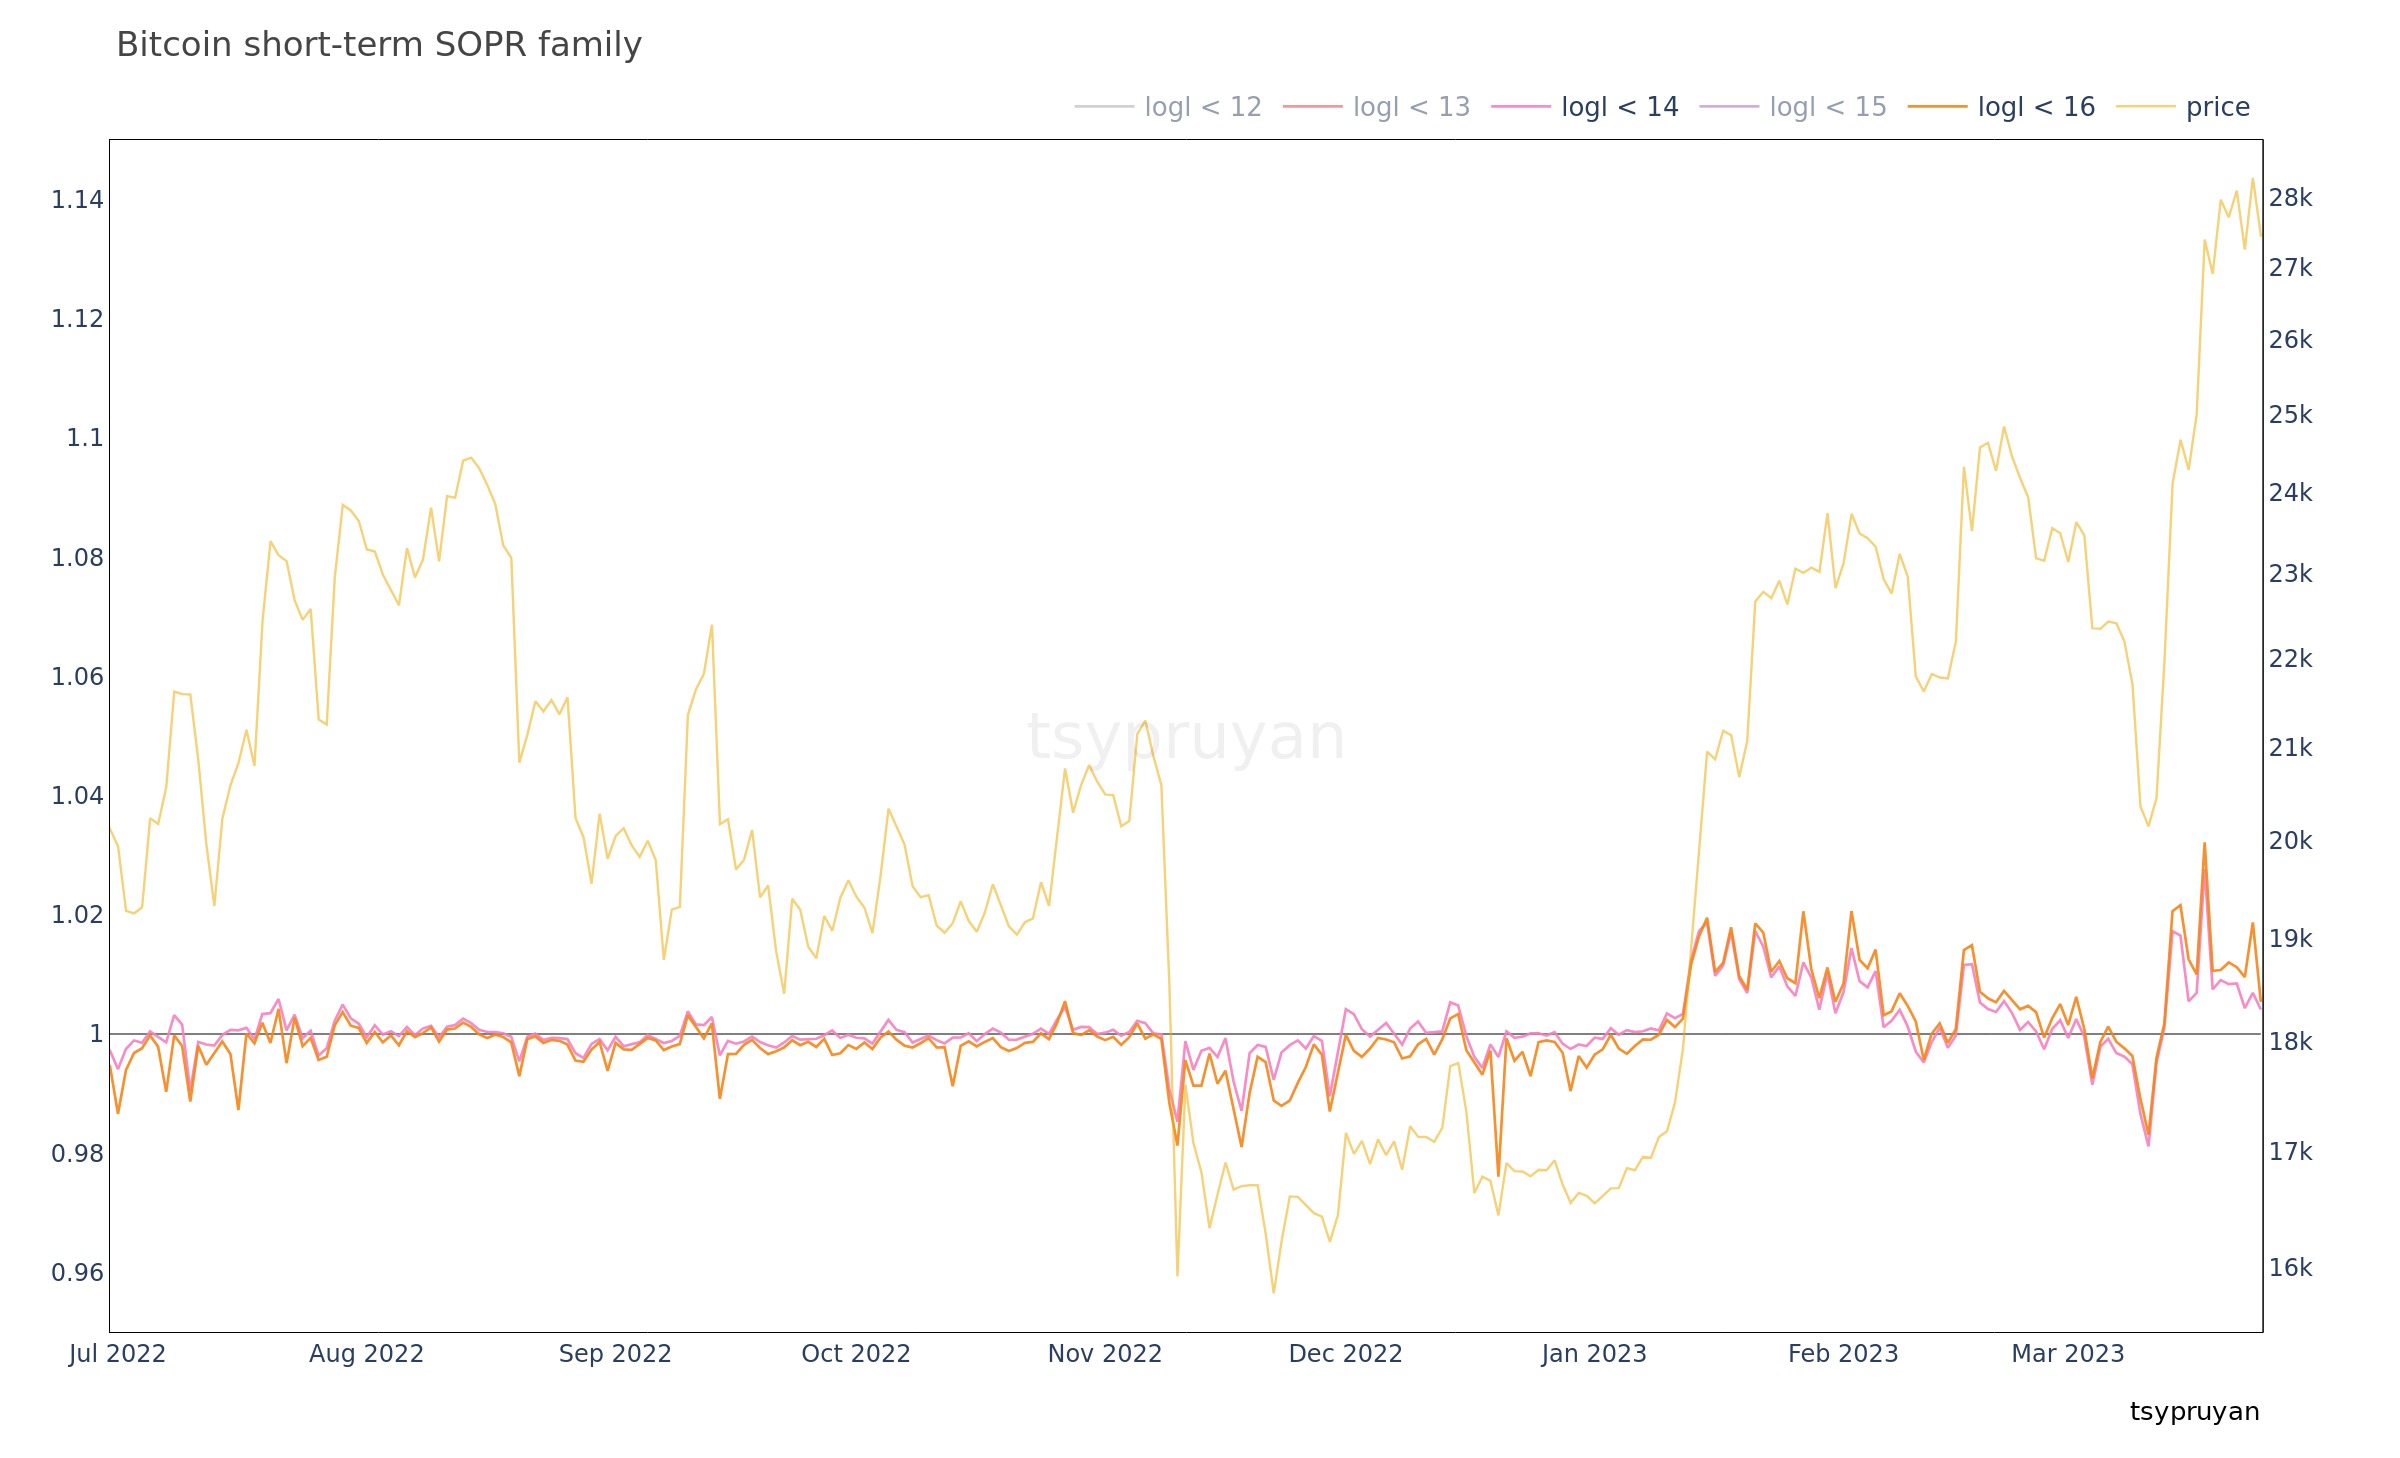 Bitcoin short-term SOPR family
logl < 12 logl < 13 logl < 14 logl < 15 logl < 16 price
1.14
1.12
1.1
1.08
1.06
1.04
1.02
1
0.98
0.96
28k
27k
26k
25k
24k
23k
22k
21k
20k
19k
18k
17k
16k
tsypruyan
Jul 2022 Aug 2022 Sep 2022 Oct 2022 Nov 2022 Dec 2022 Jan 2023 Feb 2023 Mar 2023
tsypruyan